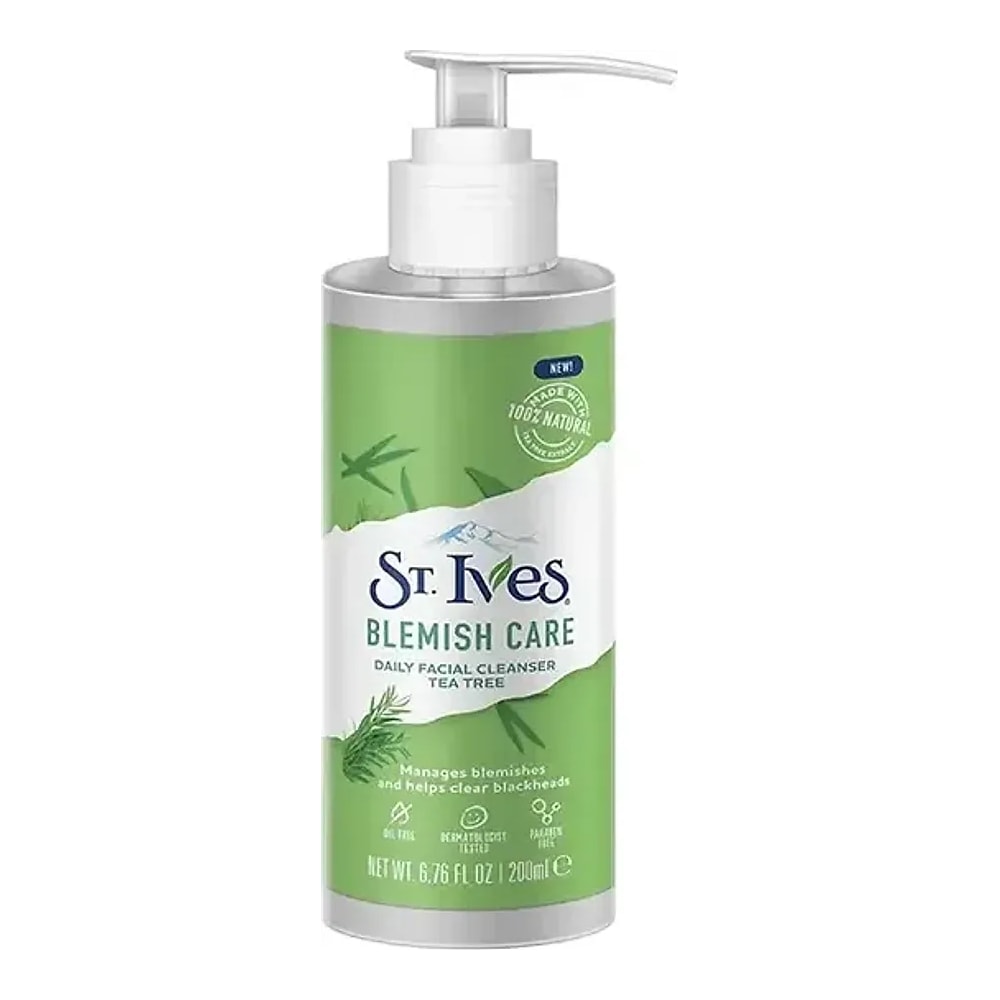 NEW!
MADE WITH
100% NATURAL
TEA TREE EXTRACT
ST. IVES
BLEMISH CARE
DAILY FACIAL CLEANSER
TEA TREE
Manages blemishes
and helps clear blackheads
OIL FREE
DERMATOLOGIST
TESTED
PARABEN
FREE
NET WT. 6.76 FL OZ | 200ml ℮